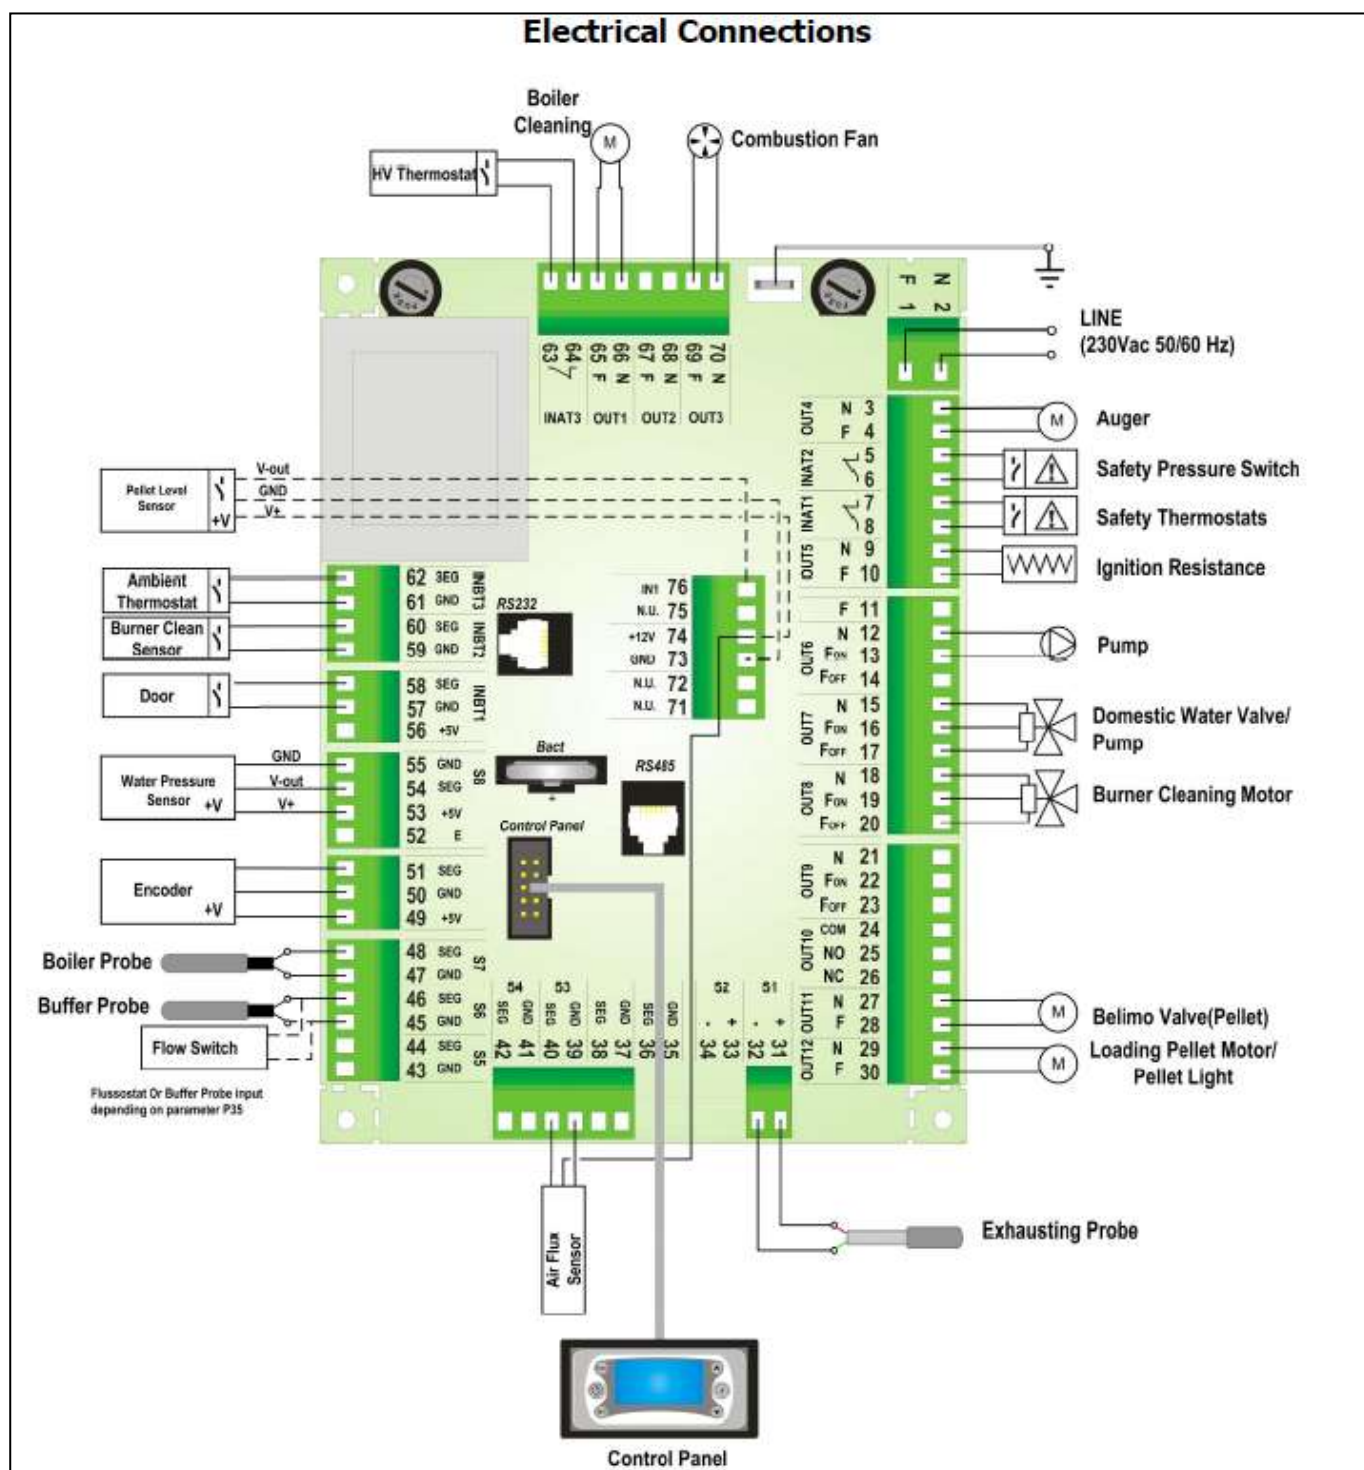 Electrical Connections
Boiler
Cleaning
M
Combustion Fan
HV Thermostat
F N
1 2
LINE
(230Vac 50/60 Hz)
63 64 65 66 67 68 69 70
F N F N F N
INAT3 OUT1 OUT2 OUT3
OUT4
N 3
F 4
M
Auger
INAT2
5
6
Safety Pressure Switch
INAT1
7
8
Safety Thermostats
OUT5
N 9
F 10
Ignition Resistance
F 11
OUT6
N 12
FON 13
FOFF 14
Pump
OUT7
N 15
FON 16
FOFF 17
Domestic Water Valve/
Pump
OUT8
N 18
FON 19
FOFF 20
Burner Cleaning Motor
OUT9
N 21
FON 22
FOFF 23
OUT10
COM 24
NO 25
NC 26
OUT11
N 27
F 28
M
Belimo Valve(Pellet)
OUT12
N 29
F 30
M
Loading Pellet Motor/
Pellet Light
Pellet Level
Sensor
+V
V-out
GND
V+
Ambient
Thermostat
62 SEG
61 GND
INBT3
Burner Clean
Sensor
60 SEG
59 GND
INBT2
Door
58 SEG
57 GND
56 +5V
INBT1
Water Pressure
Sensor +V
GND
V-out
V+
55 GND
54 SEG
53 +5V
52 E
S8
Encoder
+V
51 SEG
50 GND
49 +5V
Boiler Probe
48 SEG
47 GND
S7
Buffer Probe
46 SEG
45 GND
S6
Flow Switch
44 SEG
43 GND
S5
Flussostat Or Buffer Probe input
depending on parameter P35
RS232
IN1 76
N.U. 75
+12V 74
GND 73
N.U. 72
N.U. 71
Bact
+
RS485
Control Panel
S4 S3 S2 S1
SEG GND SEG GND SEG GND SEG GND - + - +
42 41 40 39 38 37 36 35 34 33 32 31
Air Flux
Sensor
Exhausting Probe
Control Panel